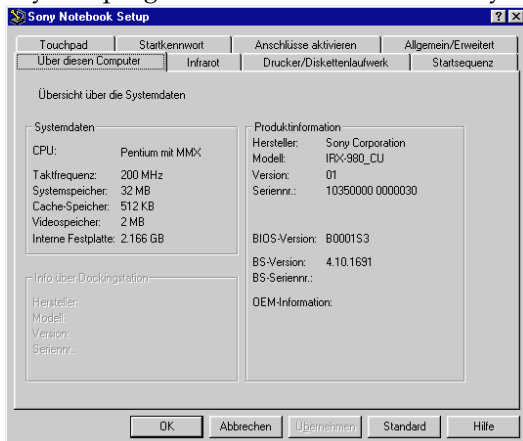 Sony Notebook Setup
Touchpad Startkennwort Anschlüsse aktivieren Allgemein/Erweitert
Über diesen Computer Infrarot Drucker/Diskettenlaufwerk Startsequenz
Übersicht über die Systemdaten
Systemdaten
CPU: Pentium mit MMX
Taktfrequenz: 200 MHz
Systemspeicher: 32 MB
Cache-Speicher: 512 KB
Videospeicher: 2 MB
Interne Festplatte: 2.166 GB
Info über Dockingstation
Hersteller:
Modell:
Version:
Seriennr.:
Produktinformation
Hersteller: Sony Corporation
Modell: IRX-980_CU
Version: 01
Seriennr.: 10350000 0000030
BIOS-Version: B0001S3
BS-Version: 4.10.1691
BS-Seriennr.:
OEM-Information:
OK Abbrechen Übernehmen Standard Hilfe